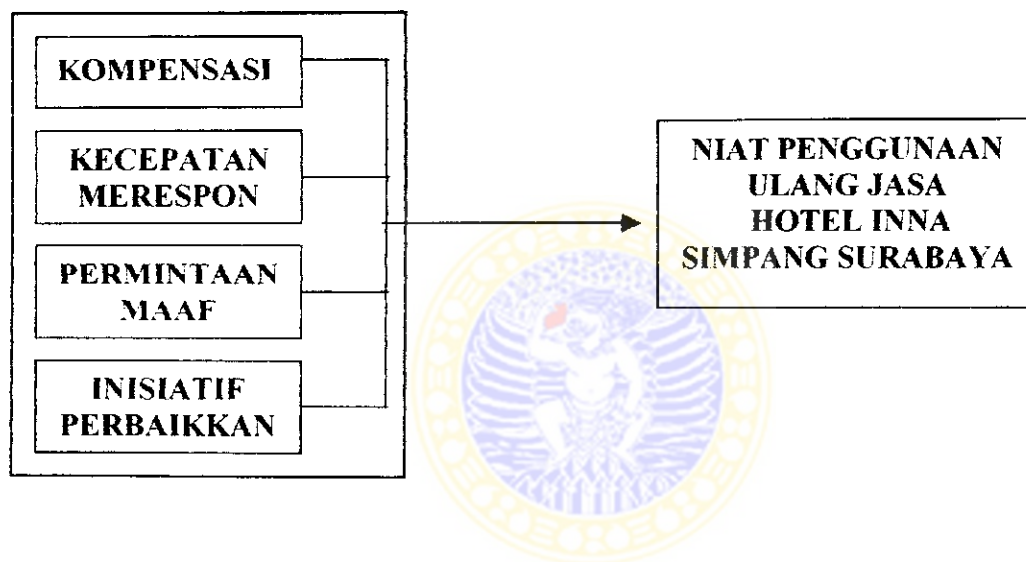 KOMPENSASI
KECEPATAN
MERESPON
PERMINTAAN
MAAF
INISIATIF
PERBAIKKAN
NIAT PENGGUNAAN
ULANG JASA
HOTEL INNA
SIMPANG SURABAYA